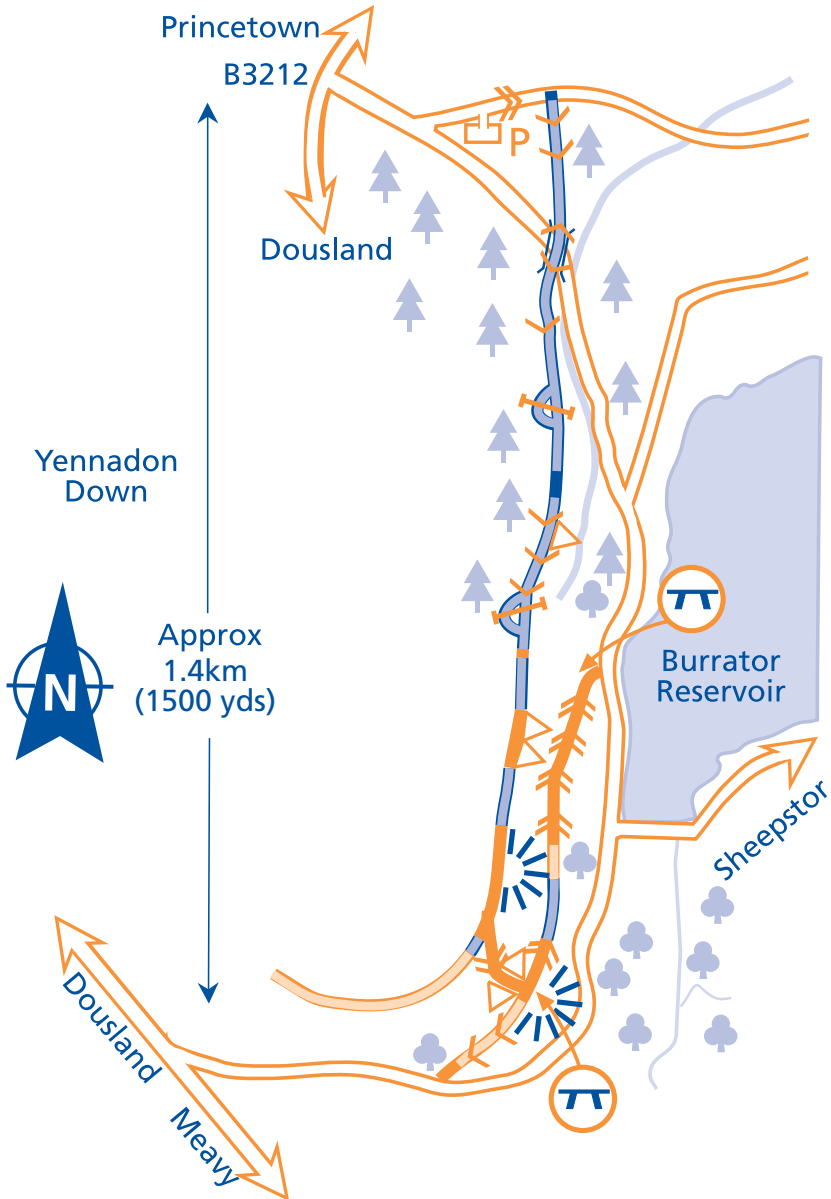 Princetown
B3212
P
Dousland
Yennadon
Down
Approx
1.4km
(1500 yds)
N
Burrator
Reservoir
Sheepstor
Dousland
Meavy